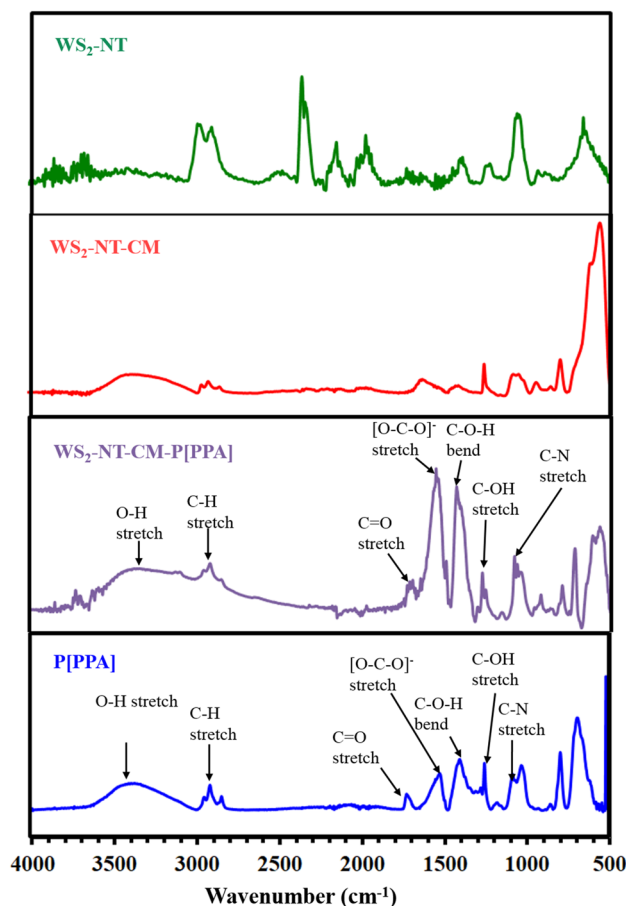 WS₂-NT
WS₂-NT-CM
WS₂-NT-CM-P[PPA]
O-H
stretch
C-H
stretch
C=O
stretch
[O-C-O]⁻
stretch
C-O-H
bend
C-OH
stretch
C-N
stretch
P[PPA]
O-H stretch
C-H
stretch
C=O
stretch
[O-C-O]⁻
stretch
C-O-H
bend
C-OH
stretch
C-N
stretch
4000 3000 2500 2000 1500 1000 500
Wavenumber (cm⁻¹)